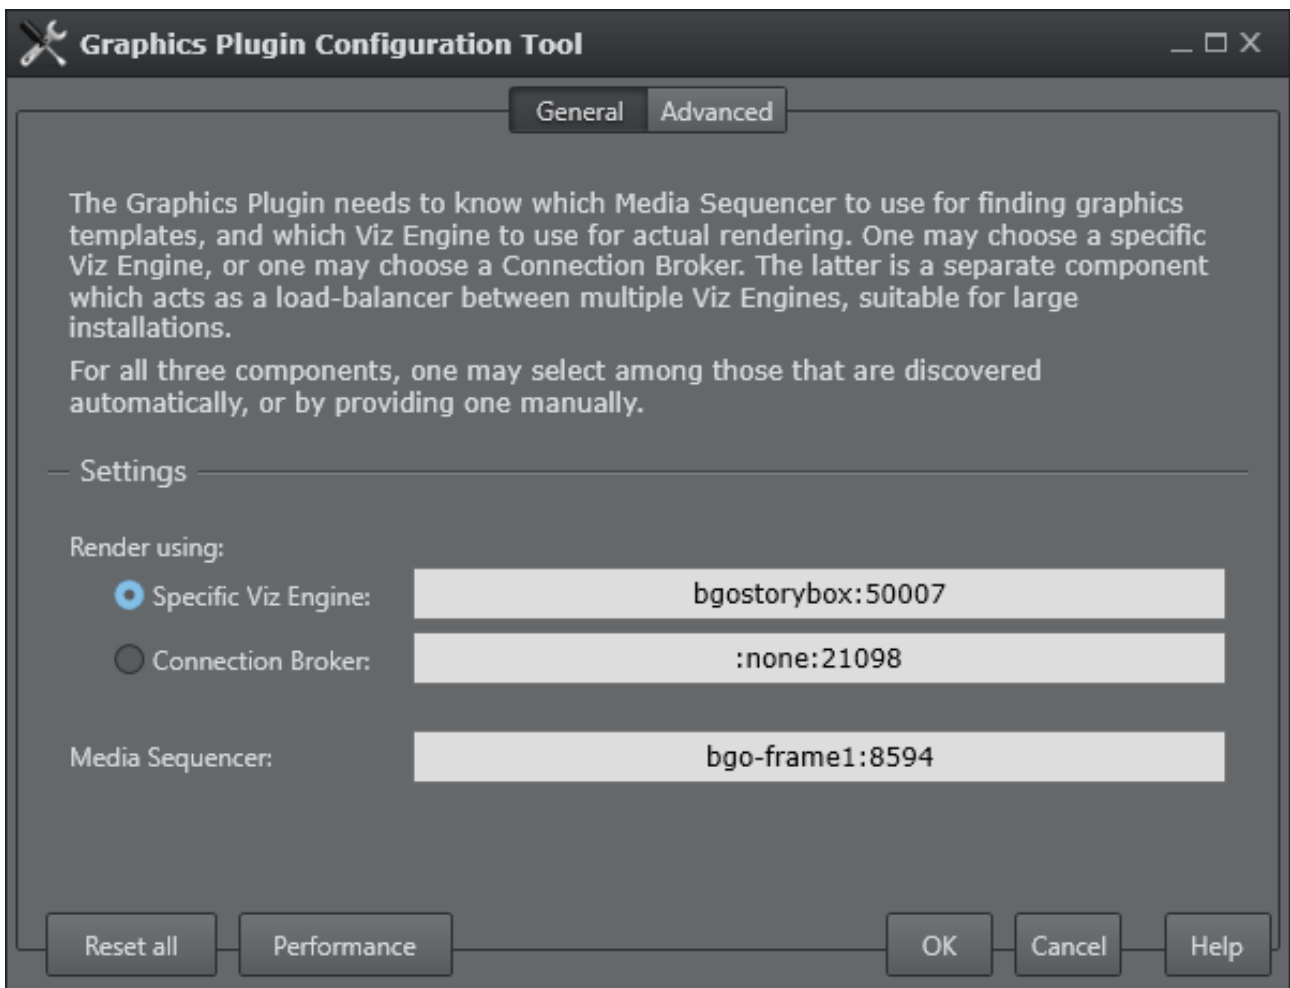 Graphics Plugin Configuration Tool
General Advanced
The Graphics Plugin needs to know which Media Sequencer to use for finding graphics
templates, and which Viz Engine to use for actual rendering. One may choose a specific
Viz Engine, or one may choose a Connection Broker. The latter is a separate component
which acts as a load-balancer between multiple Viz Engines, suitable for large
installations.
For all three components, one may select among those that are discovered
automatically, or by providing one manually.
Settings
Render using:
Specific Viz Engine: bgostorybox:50007
Connection Broker: :none:21098
Media Sequencer: bgo-frame1:8594
Reset all Performance OK Cancel Help